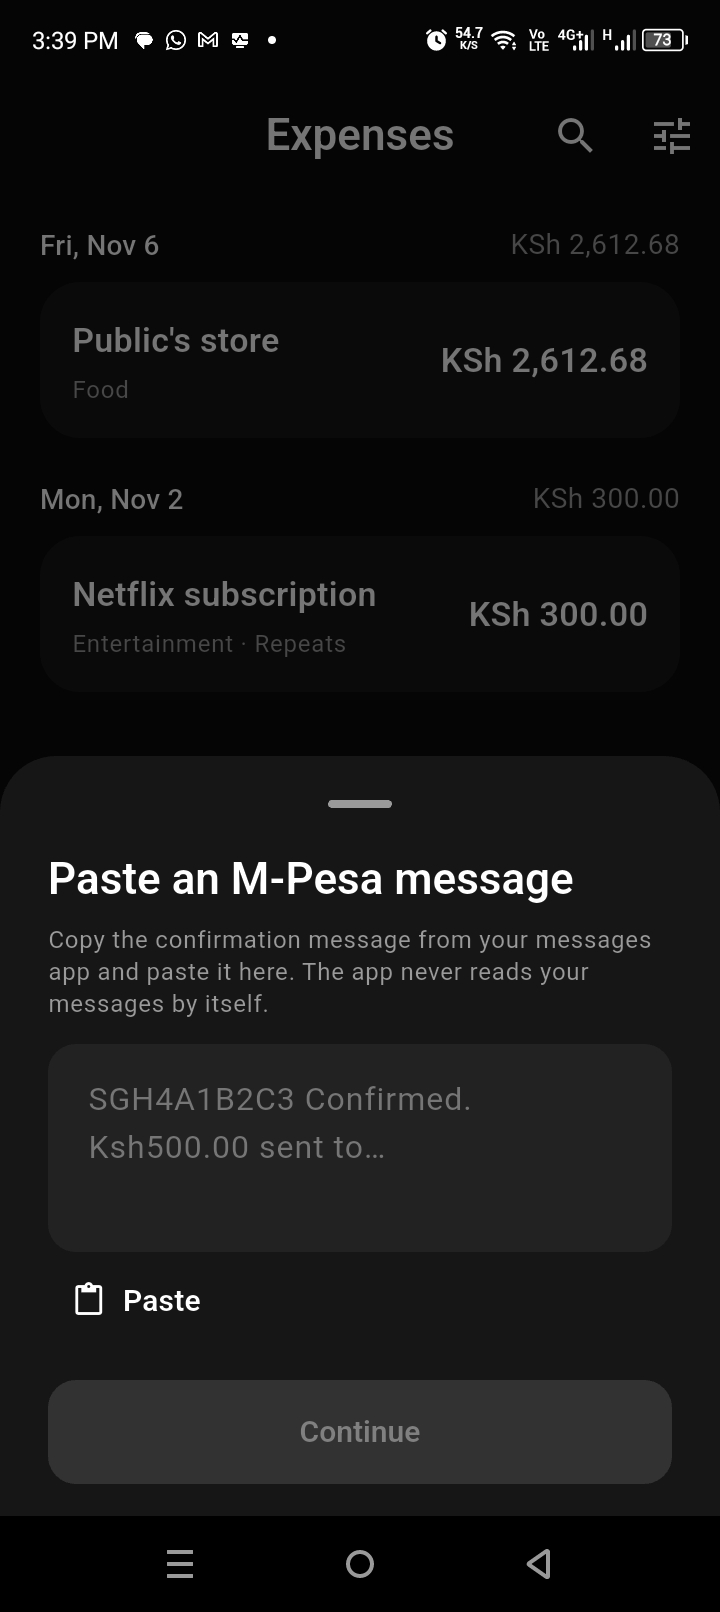 3:39 PM
54.7 K/S
Vo LTE
4G+
H
73
Expenses
Fri, Nov 6
KSh 2,612.68
Public's store
KSh 2,612.68
Food
Mon, Nov 2
KSh 300.00
Netflix subscription
KSh 300.00
Entertainment · Repeats
Paste an M-Pesa message
Copy the confirmation message from your messages
app and paste it here. The app never reads your
messages by itself.
SGH4A1B2C3 Confirmed.
Ksh500.00 sent to…
Paste
Continue